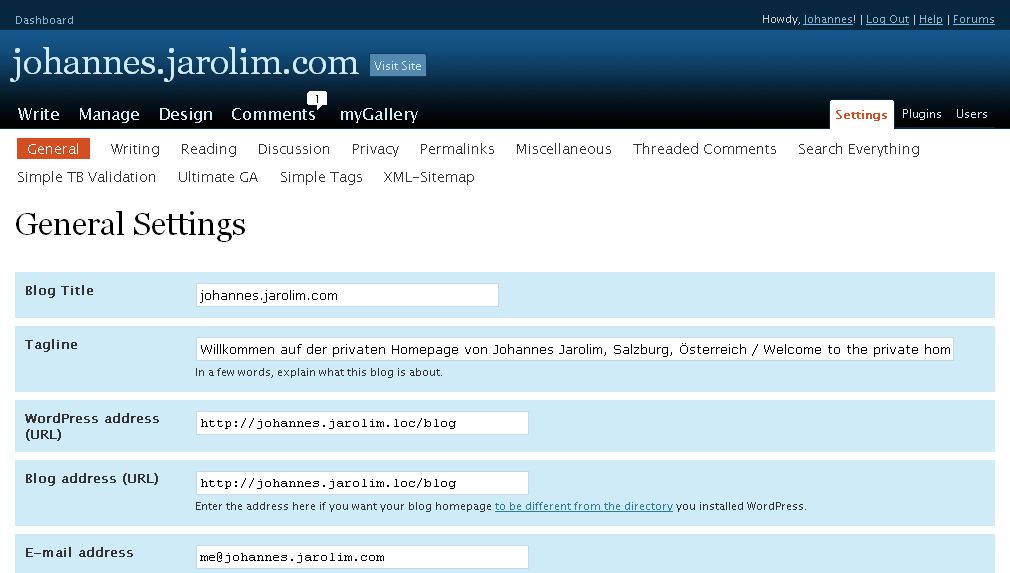 Dashboard
Howdy, Johannes! | Log Out | Help | Forums
johannes.jarolim.com Visit Site
1
Write Manage Design Comments myGallery
Settings Plugins Users
General Writing Reading Discussion Privacy Permalinks Miscellaneous Threaded Comments Search Everything
Simple TB Validation Ultimate GA Simple Tags XML-Sitemap
General Settings
Blog Title
johannes.jarolim.com
Tagline
Willkommen auf der privaten Homepage von Johannes Jarolim, Salzburg, Österreich / Welcome to the private hom
In a few words, explain what this blog is about.
WordPress address
(URL)
http://johannes.jarolim.loc/blog
Blog address (URL)
http://johannes.jarolim.loc/blog
Enter the address here if you want your blog homepage to be different from the directory you installed WordPress.
E-mail address
me@johannes.jarolim.com